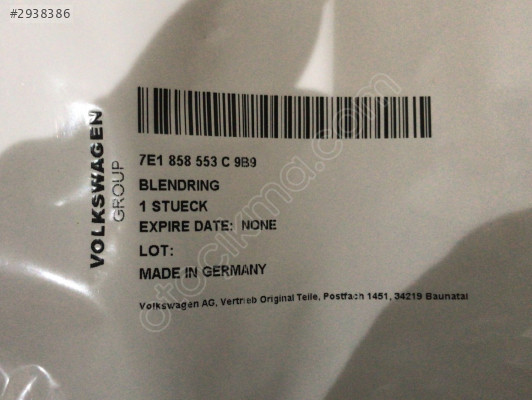 #2938386
VOLKSWAGEN
GROUP
7E1 858 553 C 9B9
BLENDRING
1 STUECK
EXPIRE DATE: NONE
LOT:
MADE IN GERMANY
Volkswagen AG, Vertrieb Original Teile, Postfach 1451, 34219 Baunatal
otocikma.com